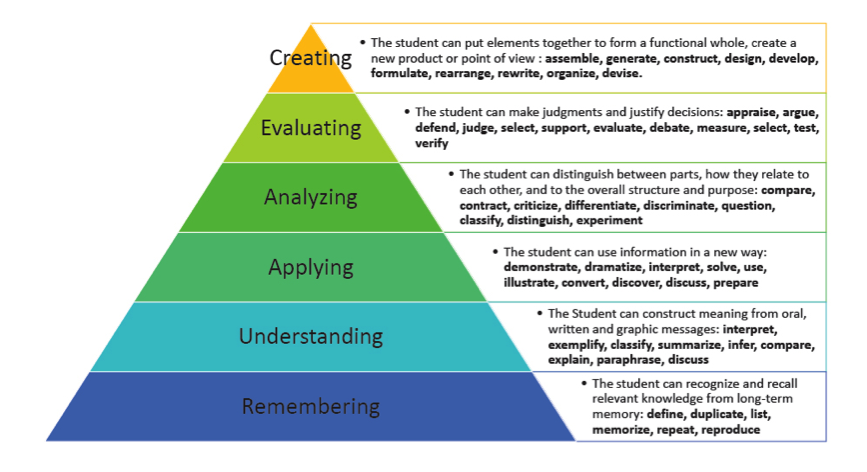 Creating
• The student can put elements together to form a functional whole, create a
new product or point of view : assemble, generate, construct, design, develop,
formulate, rearrange, rewrite, organize, devise.
Evaluating
• The student can make judgments and justify decisions: appraise, argue,
defend, judge, select, support, evaluate, debate, measure, select, test,
verify
Analyzing
• The student can distinguish between parts, how they relate to
each other, and to the overall structure and purpose: compare,
contract, criticize, differentiate, discriminate, question,
classify, distinguish, experiment
Applying
• The student can use information in a new way:
demonstrate, dramatize, interpret, solve, use,
illustrate, convert, discover, discuss, prepare
Understanding
• The Student can construct meaning from oral,
written and graphic messages: interpret,
exemplify, classify, summarize, infer, compare,
explain, paraphrase, discuss
Remembering
• The student can recognize and recall
relevant knowledge from long-term
memory: define, duplicate, list,
memorize, repeat, reproduce